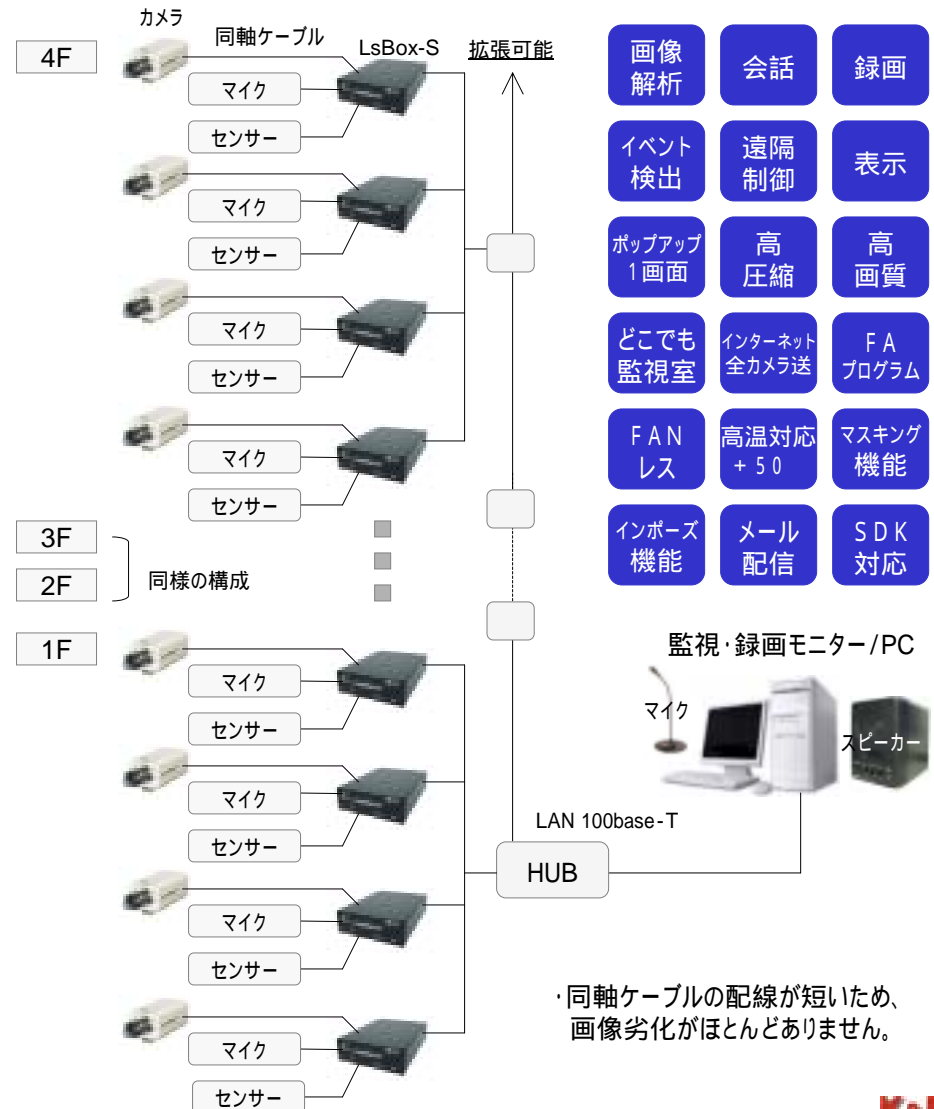 カメラ
同軸ケーブル
LsBox-S
拡張可能
4F
マイク
センサー
マイク
センサー
マイク
センサー
マイク
センサー
3F
2F
同様の構成
1F
マイク
センサー
マイク
センサー
マイク
センサー
マイク
センサー
画像
解析
会話
録画
イベント
検出
遠隔
制御
表示
ポップアップ
1画面
高
圧縮
高
画質
どこでも
監視室
インターネット
全カメラ送
FA
プログラム
FAN
レス
高温対応
+50
マスキング
機能
インポーズ
機能
メール
配信
SDK
対応
監視・録画モニター/PC
マイク
スピーカー
LAN 100base-T
HUB
・同軸ケーブルの配線が短いため、
画像劣化がほとんどありません。